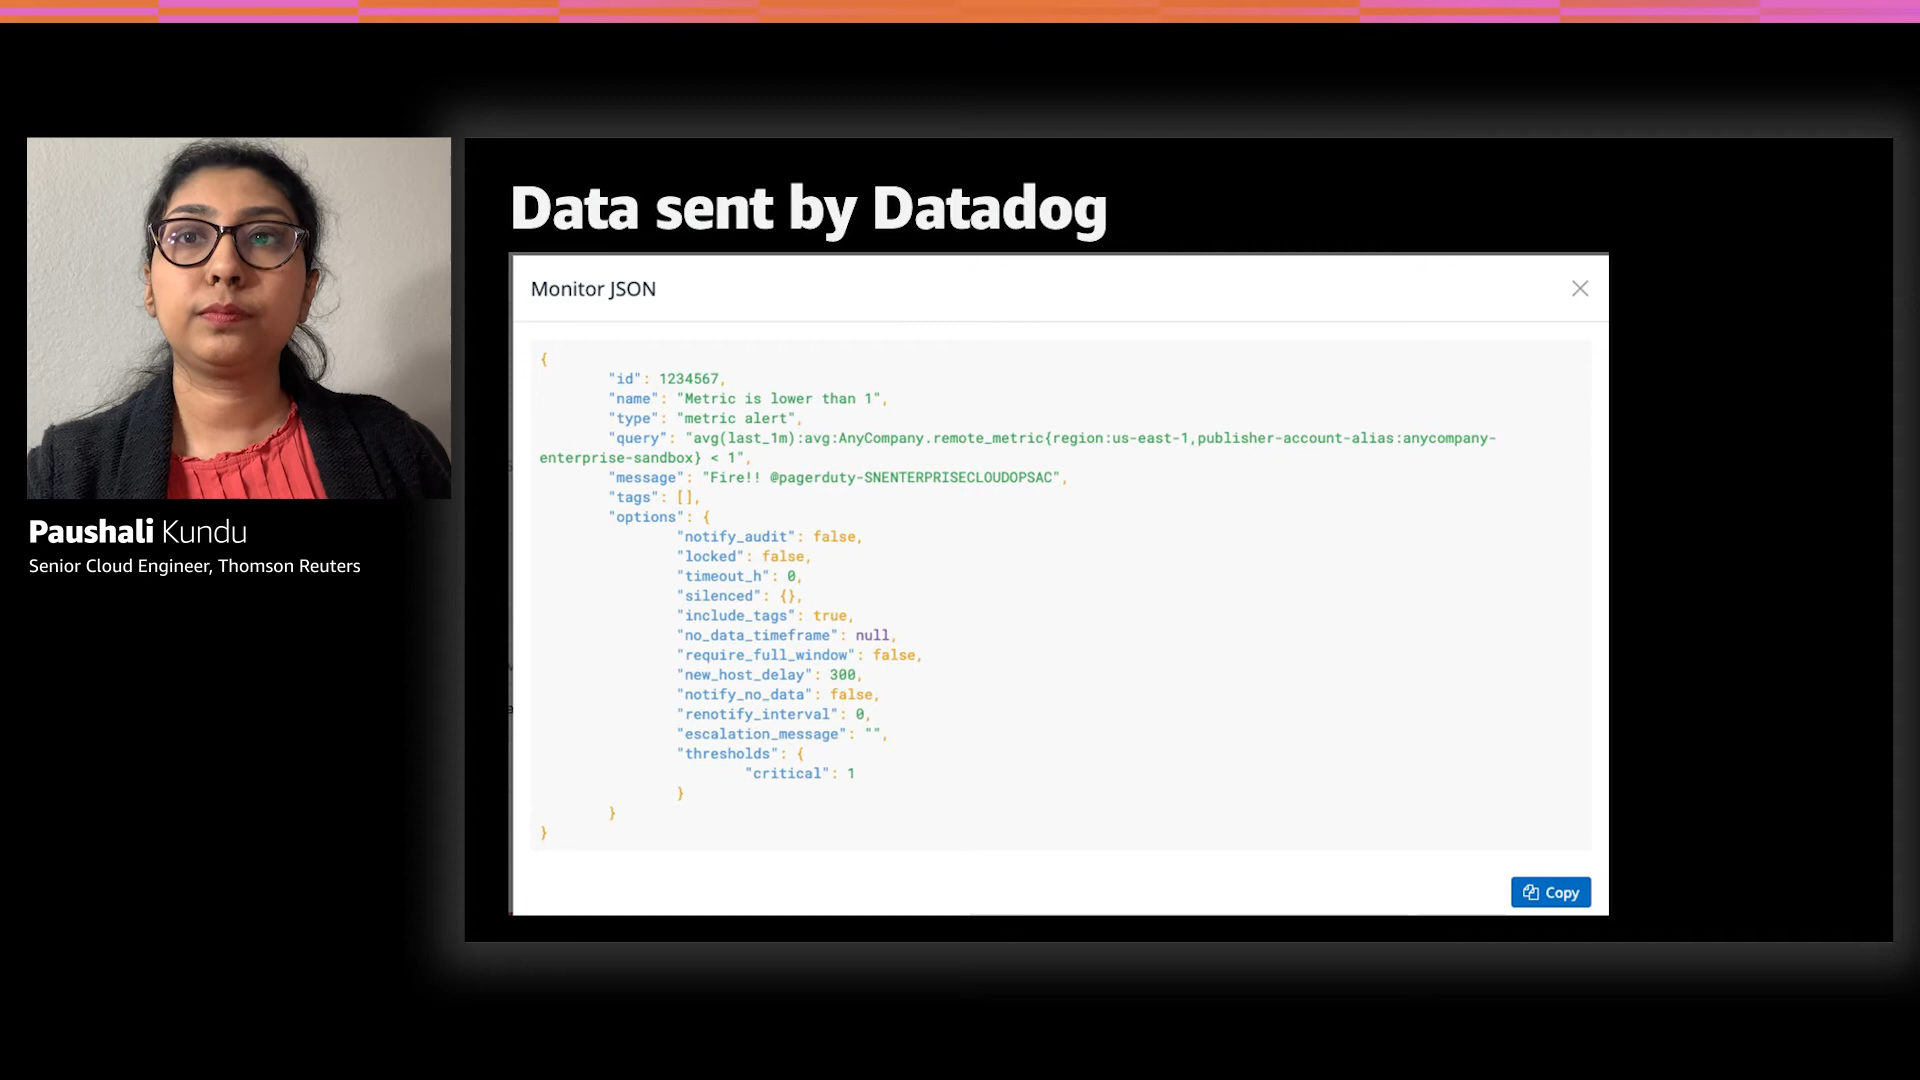 Data sent by Datadog
Monitor JSON
{
"id": 1234567,
"name": "Metric is lower than 1",
"type": "metric alert",
"query": "avg(last_1m):avg:AnyCompany.remote_metric{region:us-east-1,publisher-account-alias:anycompany-
enterprise-sandbox} < 1",
"message": "Fire!! @pagerduty-SNENTERPRISECLOUDOPSAC",
"tags": [],
"options": {
"notify_audit": false,
"locked": false,
"timeout_h": 0,
"silenced": {},
"include_tags": true,
"no_data_timeframe": null,
"require_full_window": false,
"new_host_delay": 300,
"notify_no_data": false,
"renotify_interval": 0,
"escalation_message": "",
"thresholds": {
"critical": 1
}
}
}
Copy
Paushali Kundu
Senior Cloud Engineer, Thomson Reuters